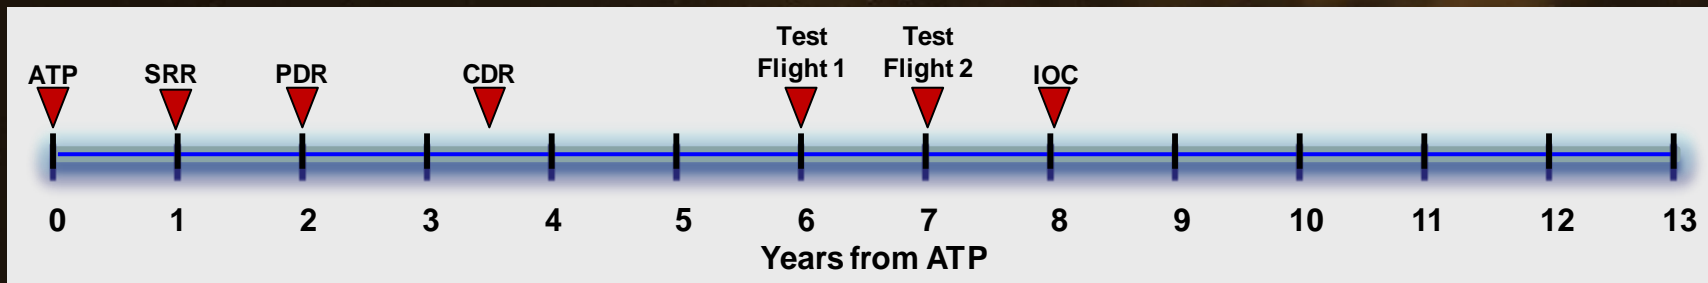 ATP
SRR
PDR
CDR
Test
Flight 1
Test
Flight 2
IOC
0 1 2 3 4 5 6 7 8 9 10 11 12 13
Years from ATP